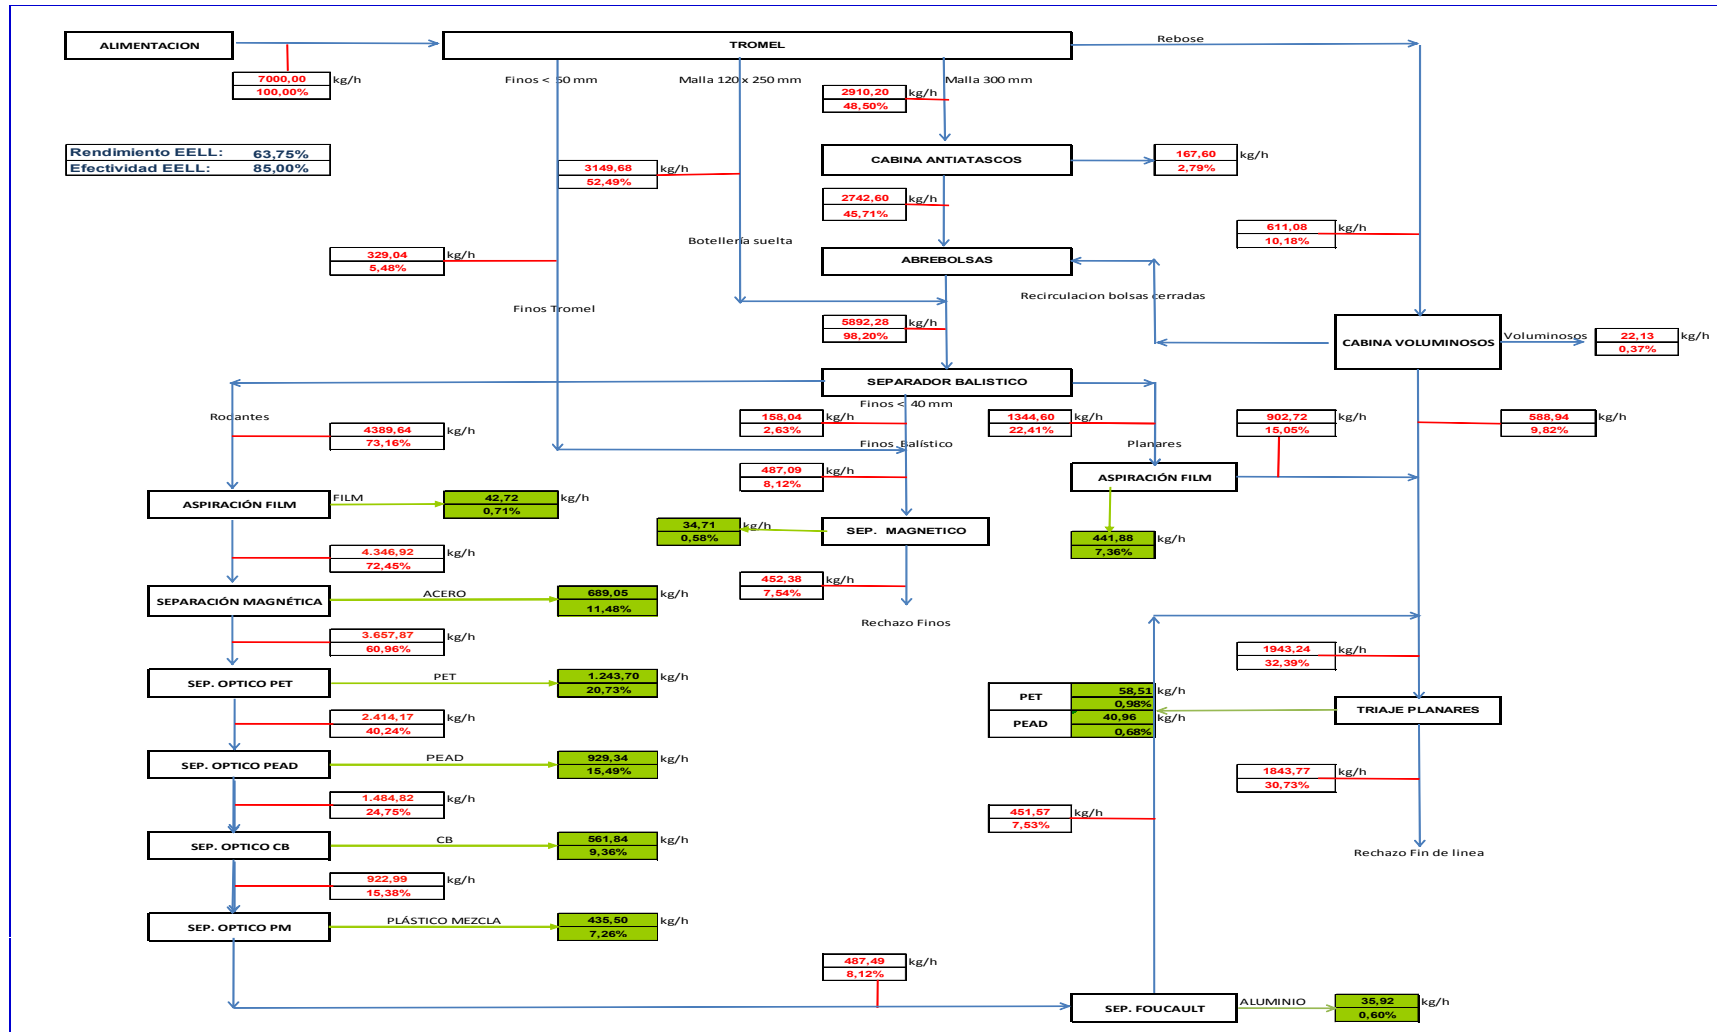 ALIMENTACION
TROMEL
Rebose
7000,00 kg/h
100,00%
Finos < 60 mm
Malla 120 x 250 mm
Malla 300 mm
2910,20 kg/h
48,50%
Rendimiento EELL: 63,75%
Efectividad EELL: 85,00%
CABINA ANTIATASCOS
167,60 kg/h
2,79%
3149,68 kg/h
52,49%
2742,60 kg/h
45,71%
611,08 kg/h
10,18%
Botellería suelta
329,04 kg/h
5,48%
ABREBOLSAS
Recirculacion bolsas cerradas
Finos Tromel
5892,28 kg/h
98,20%
CABINA VOLUMINOSOS
Voluminosos
22,13 kg/h
0,37%
SEPARADOR BALISTICO
Finos < 40 mm
Rodantes
4389,64 kg/h
73,16%
158,04 kg/h
2,63%
Finos Balístico
1344,60 kg/h
22,41%
Planares
902,72 kg/h
15,05%
588,94 kg/h
9,82%
487,09 kg/h
8,12%
ASPIRACIÓN FILM
ASPIRACIÓN FILM
FILM
42,72 kg/h
0,71%
34,71 kg/h
0,58%
SEP. MAGNETICO
441,88 kg/h
7,36%
4.346,92 kg/h
72,45%
452,38 kg/h
7,54%
SEPARACIÓN MAGNÉTICA
ACERO
689,05 kg/h
11,48%
Rechazo Finos
3.657,87 kg/h
60,96%
1943,24 kg/h
32,39%
SEP. OPTICO PET
PET
1.243,70 kg/h
20,73%
PET
58,51 kg/h
0,98%
PEAD
40,96 kg/h
0,68%
TRIAJE PLANARES
2.414,17 kg/h
40,24%
SEP. OPTICO PEAD
PEAD
929,34 kg/h
15,49%
1843,77 kg/h
30,73%
1.484,82 kg/h
24,75%
451,57 kg/h
7,53%
SEP. OPTICO CB
CB
561,84 kg/h
9,36%
Rechazo Fin de linea
922,99 kg/h
15,38%
SEP. OPTICO PM
PLÁSTICO MEZCLA
435,50 kg/h
7,26%
487,49 kg/h
8,12%
SEP. FOUCAULT
ALUMINIO
35,92 kg/h
0,60%